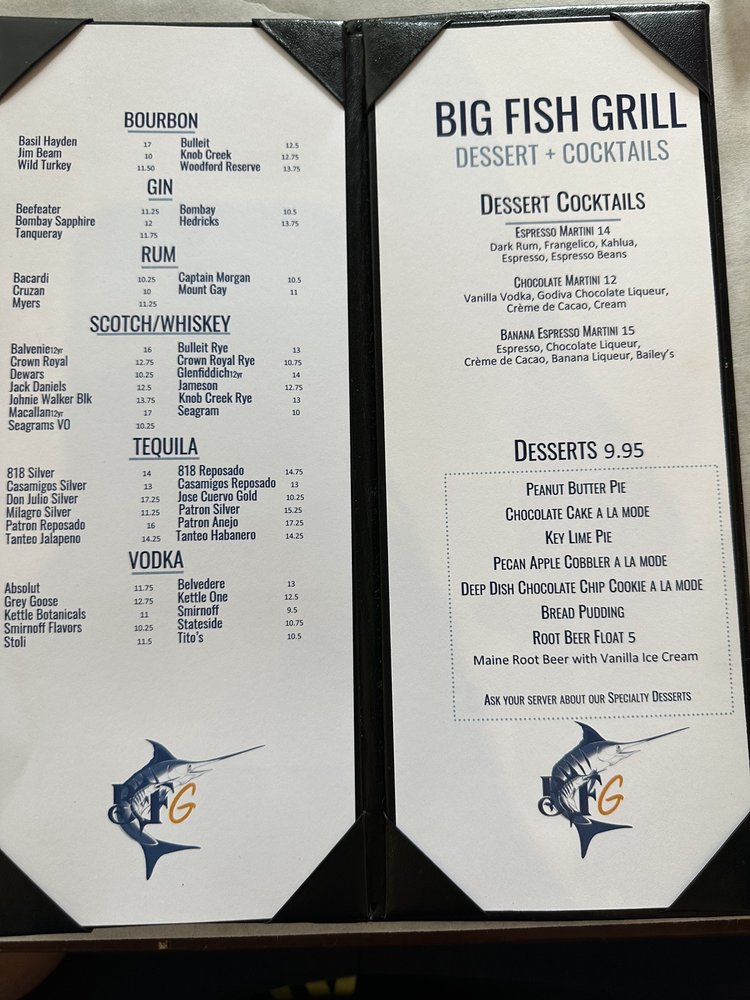 BOURBON
Basil Hayden 17 Bulleit 12.5
Jim Beam 10 Knob Creek 12.75
Wild Turkey 11.50 Woodford Reserve 13.75
GIN
Beefeater 11.25 Bombay 10.5
Bombay Sapphire 12 Hedricks 13.75
Tanqueray 11.75
RUM
Bacardi 10.25 Captain Morgan 10.5
Cruzan 10 Mount Gay 11
Myers 11.25
SCOTCH/WHISKEY
Balvenie12yr 16 Bulleit Rye 13
Crown Royal 12.75 Crown Royal Rye 10.75
Dewars 10.25 Glenfiddich12yr 14
Jack Daniels 12.5 Jameson 12.75
Johnie Walker Blk 13.75 Knob Creek Rye 13
Macallan12yr 17 Seagram 10
Seagrams VO 10.25
TEQUILA
818 Silver 14 818 Reposado 14.75
Casamigos Silver 13 Casamigos Reposado 13
Don Julio Silver 17.25 Jose Cuervo Gold 10.25
Milagro Silver 11.25 Patron Silver 15.25
Patron Reposado 16 Patron Anejo 17.25
Tanteo Jalapeno 14.25 Tanteo Habanero 14.25
VODKA
Absolut 11.75 Belvedere 13
Grey Goose 12.75 Kettle One 12.5
Kettle Botanicals 11 Smirnoff 9.5
Smirnoff Flavors 10.25 Stateside 10.75
Stoli 11.5 Tito's 10.5
BFG
BIG FISH GRILL
DESSERT + COCKTAILS
DESSERT COCKTAILS
ESPRESSO MARTINI 14
Dark Rum, Frangelico, Kahlua,
Espresso, Espresso Beans
CHOCOLATE MARTINI 12
Vanilla Vodka, Godiva Chocolate Liqueur,
Crème de Cacao, Cream
BANANA ESPRESSO MARTINI 15
Espresso, Chocolate Liqueur,
Crème de Cacao, Banana Liqueur, Bailey's
DESSERTS 9.95
PEANUT BUTTER PIE
CHOCOLATE CAKE A LA MODE
KEY LIME PIE
PECAN APPLE COBBLER A LA MODE
DEEP DISH CHOCOLATE CHIP COOKIE A LA MODE
BREAD PUDDING
ROOT BEER FLOAT 5
Maine Root Beer with Vanilla Ice Cream
ASK YOUR SERVER ABOUT OUR SPECIALTY DESSERTS
BFG